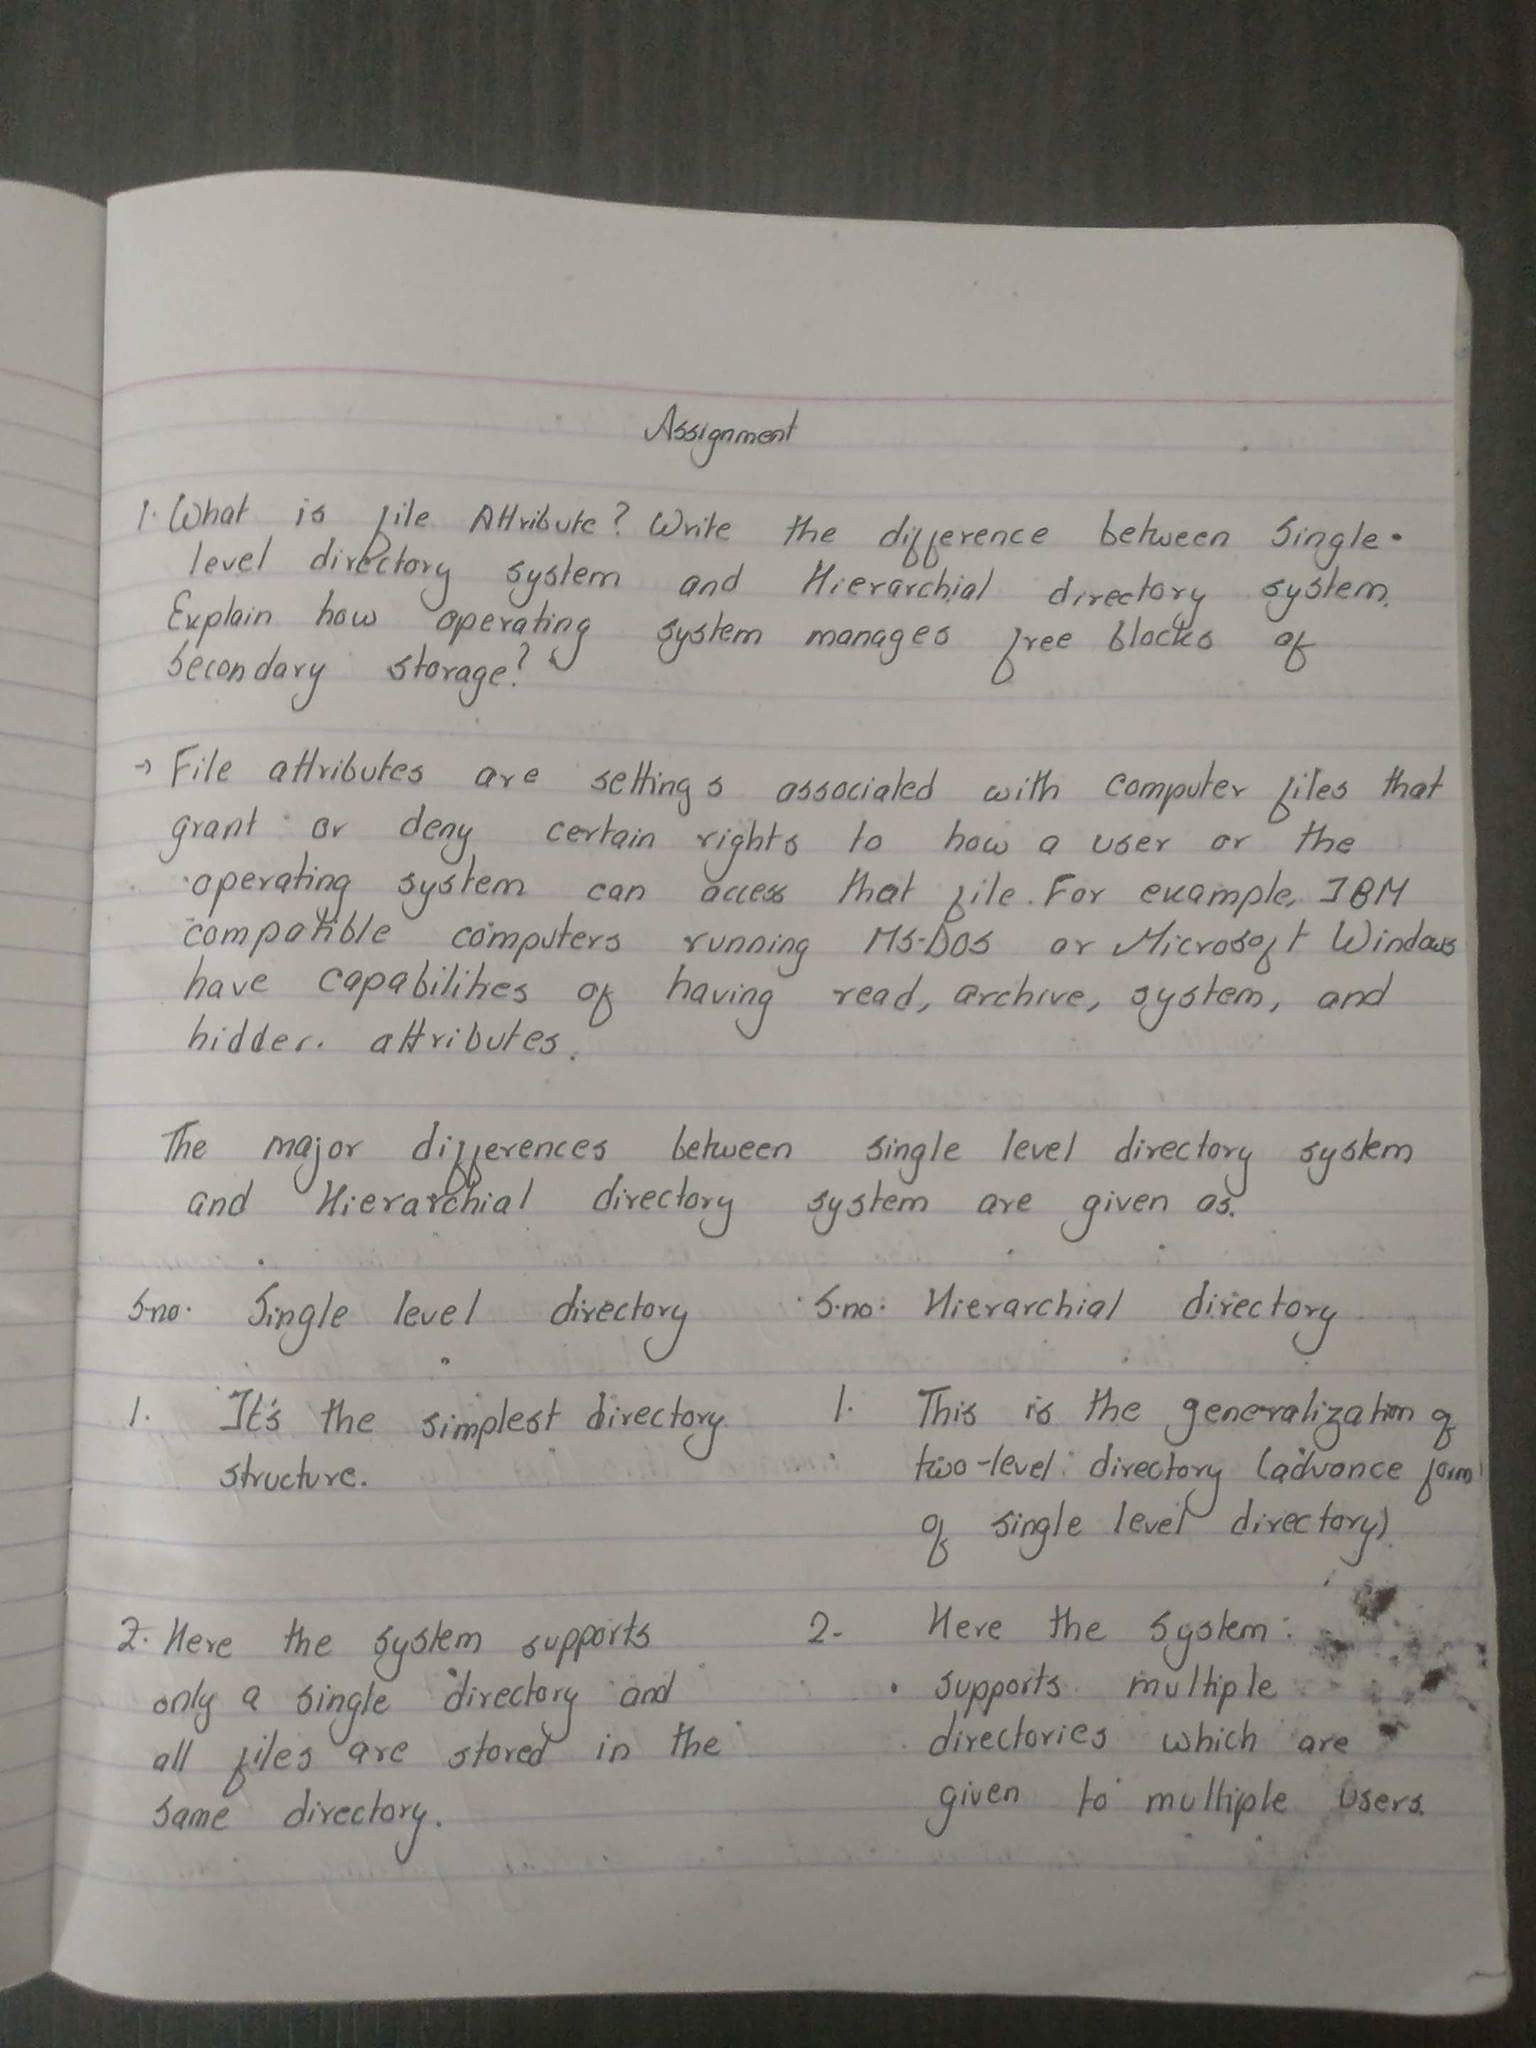 Assignment
1. What is file Attribute? Write the difference between Single
level directory system and Hierarchial directory system.
Explain how operating system manages free blocks of
Secondary storage?
→ File attributes are settings associated with computer files that
grant or deny certain rights to how a user or the
operating system can access that file. For example, IBM
compatible computers running MS-DOS or Microsoft Windows
have capabilities of having read, archive, system, and
hidden attributes.
The major differences between single level directory system
and Hierarchial directory system are given as.
S.no. Single level directory S.no. Hierarchial directory
1. It's the simplest directory
structure.
1. This is the generalization of
two-level directory (advance form
of single level directory)
2. Here the system supports
only a single directory and
all files are stored in the
same directory.
2. Here the system
supports multiple
directories which are
given to multiple users.